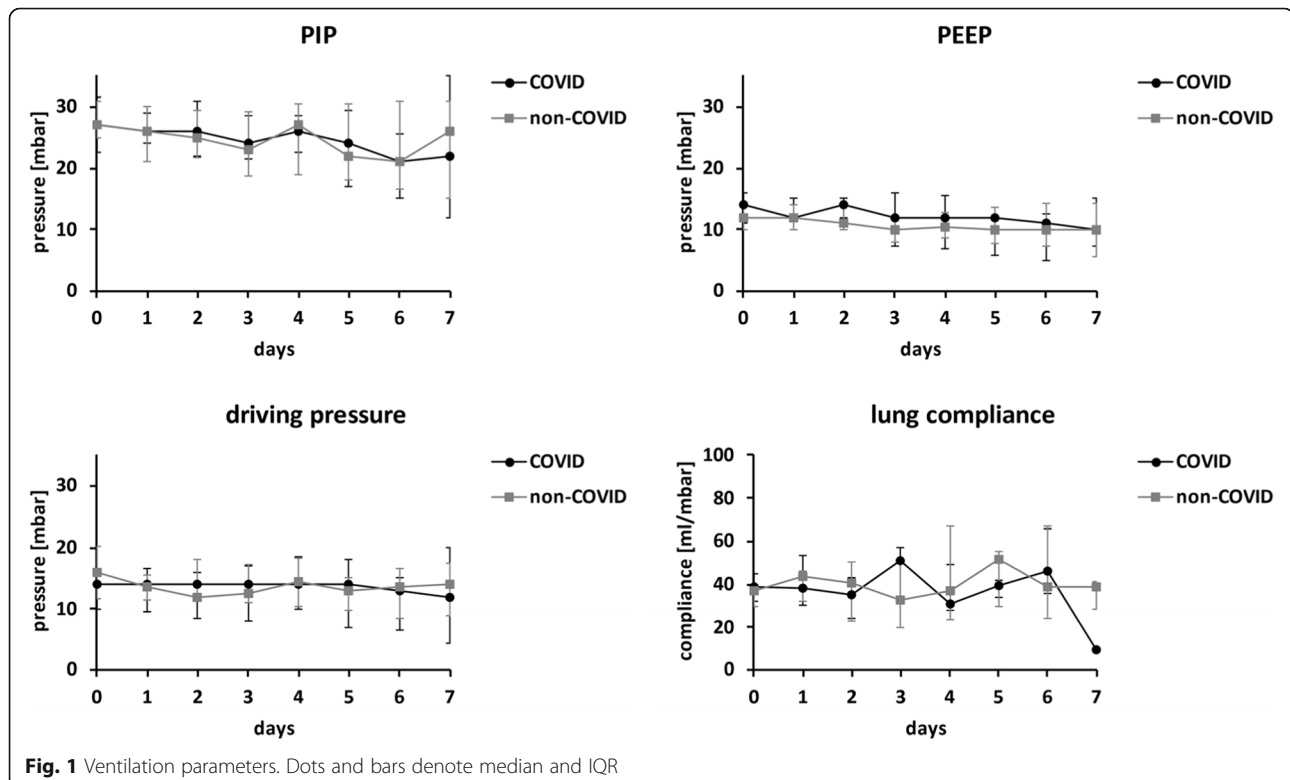 PIP
COVID
non-COVID
pressure [mbar]
30
20
10
0
0 1 2 3 4 5 6 7
days
PEEP
COVID
non-COVID
pressure [mbar]
30
20
10
0
0 1 2 3 4 5 6 7
days
driving pressure
COVID
non-COVID
pressure [mbar]
30
20
10
0
0 1 2 3 4 5 6 7
days
lung compliance
COVID
non-COVID
compliance [ml/mbar]
100
80
60
40
20
0
0 1 2 3 4 5 6 7
days
Fig. 1 Ventilation parameters. Dots and bars denote median and IQR